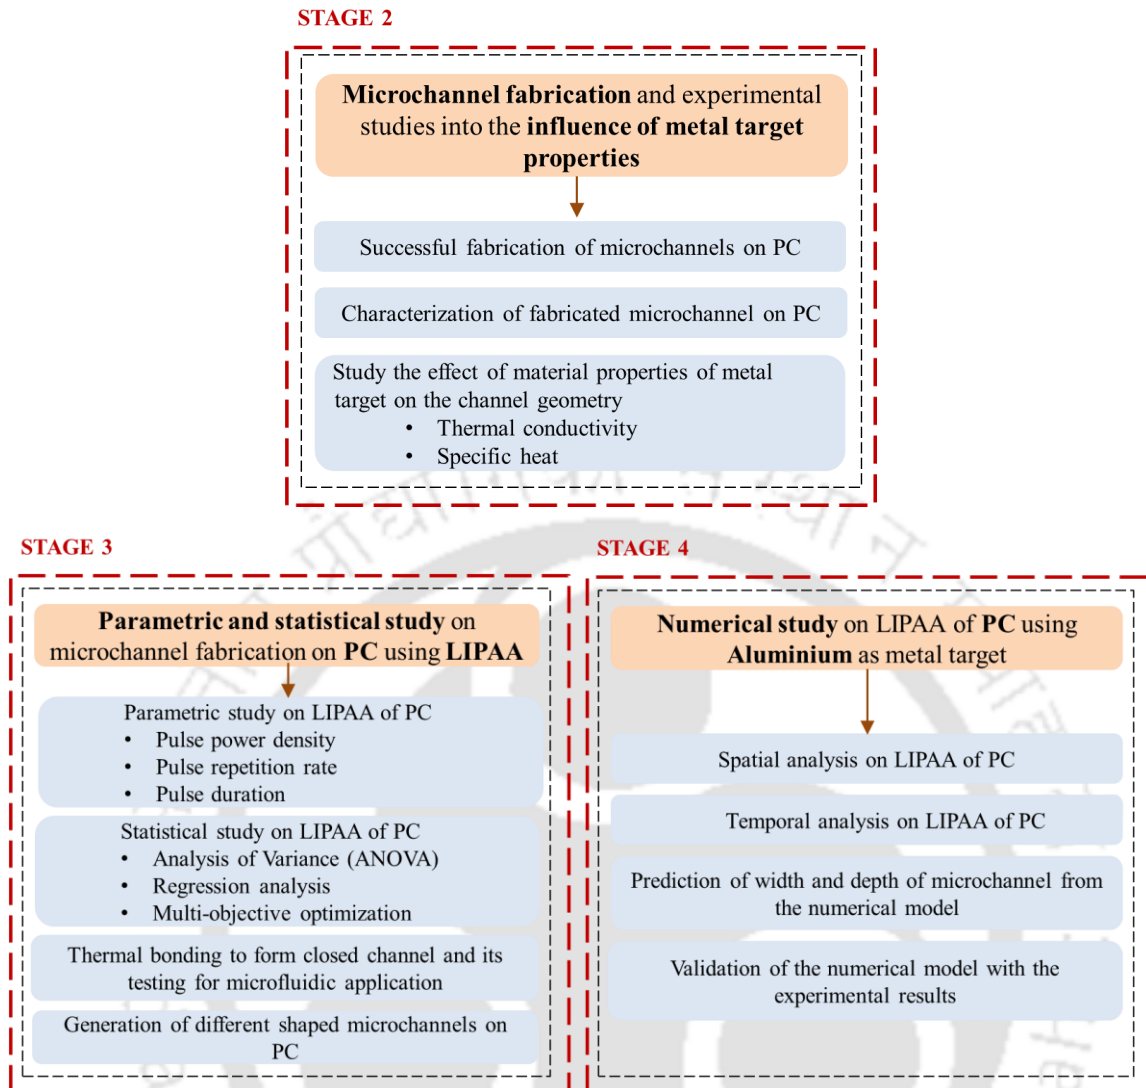 STAGE 2
Microchannel fabrication and experimental
studies into the influence of metal target
properties
Successful fabrication of microchannels on PC
Characterization of fabricated microchannel on PC
Study the effect of material properties of metal
target on the channel geometry
• Thermal conductivity
• Specific heat
STAGE 3
Parametric and statistical study on
microchannel fabrication on PC using LIPAA
Parametric study on LIPAA of PC
• Pulse power density
• Pulse repetition rate
• Pulse duration
Statistical study on LIPAA of PC
• Analysis of Variance (ANOVA)
• Regression analysis
• Multi-objective optimization
Thermal bonding to form closed channel and its
testing for microfluidic application
Generation of different shaped microchannels on
PC
STAGE 4
Numerical study on LIPAA of PC using
Aluminium as metal target
Spatial analysis on LIPAA of PC
Temporal analysis on LIPAA of PC
Prediction of width and depth of microchannel from
the numerical model
Validation of the numerical model with the
experimental results